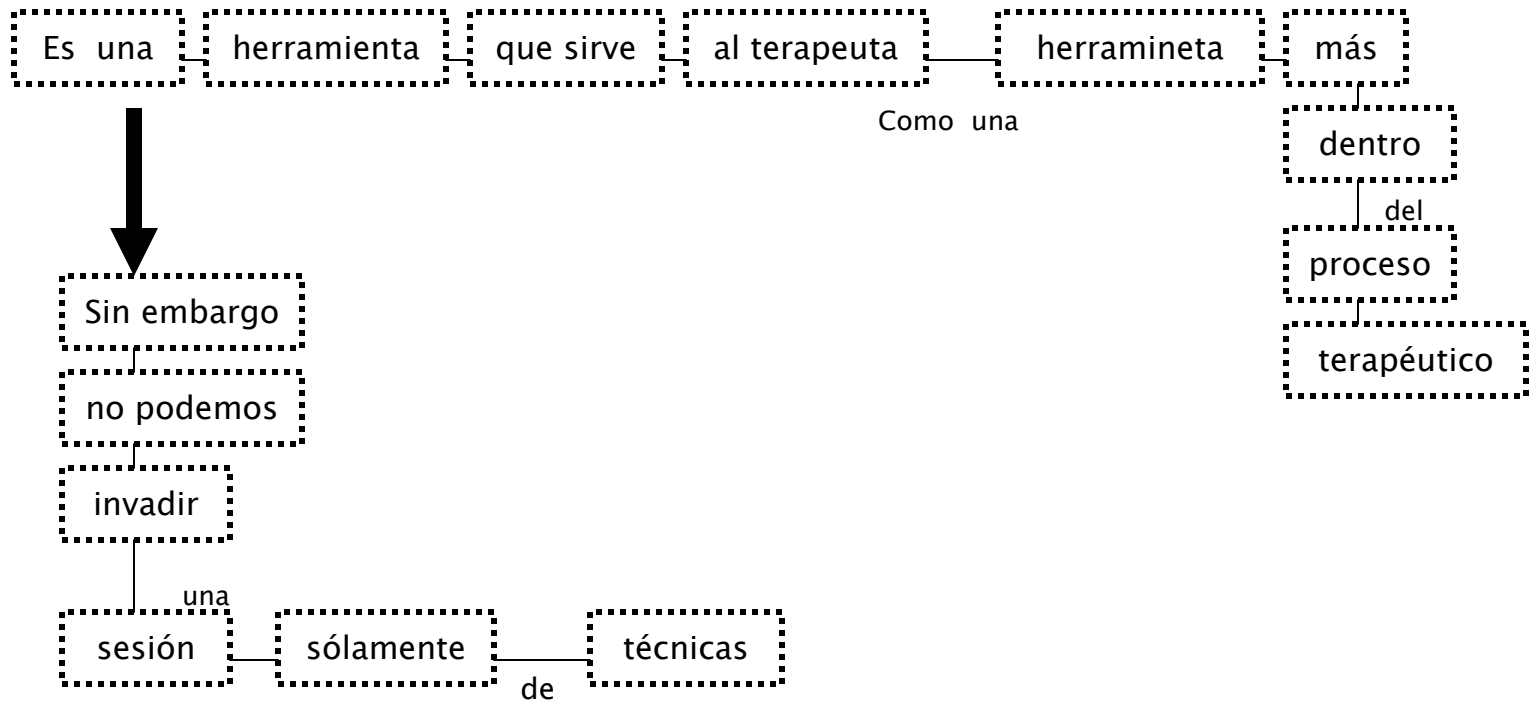 Es una herramienta que sirve al terapeuta herramineta más
Como una
dentro
del
proceso
terapéutico
Sin embargo
no podemos
invadir
una
sesión sólamente técnicas
de